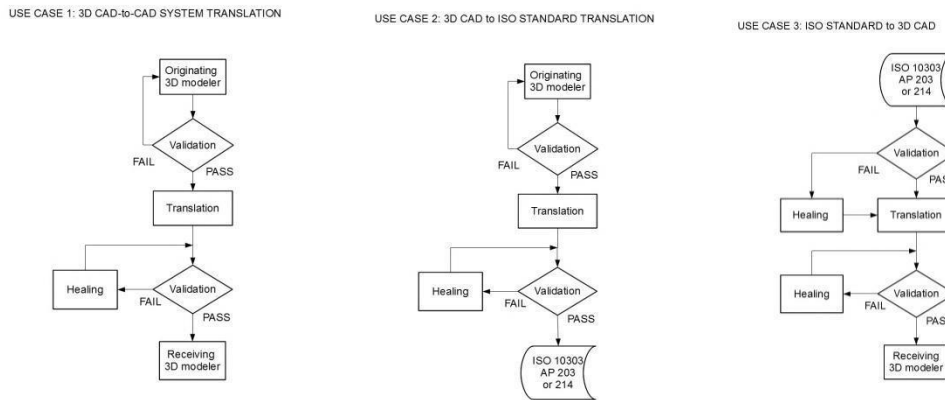 USE CASE 1: 3D CAD-to-CAD SYSTEM TRANSLATION
Originating
3D modeler
Validation
FAIL
PASS
Translation
Healing
Validation
FAIL
PASS
Receiving
3D modeler
USE CASE 2: 3D CAD to ISO STANDARD TRANSLATION
Originating
3D modeler
Validation
FAIL
PASS
Translation
Healing
Validation
FAIL
PASS
ISO 10303
AP 203
or 214
USE CASE 3: ISO STANDARD to 3D CAD
ISO 10303
AP 203
or 214
Validation
FAIL
PAS
Healing
Translation
Healing
Validation
FAIL
PAS
Receiving
3D modeler